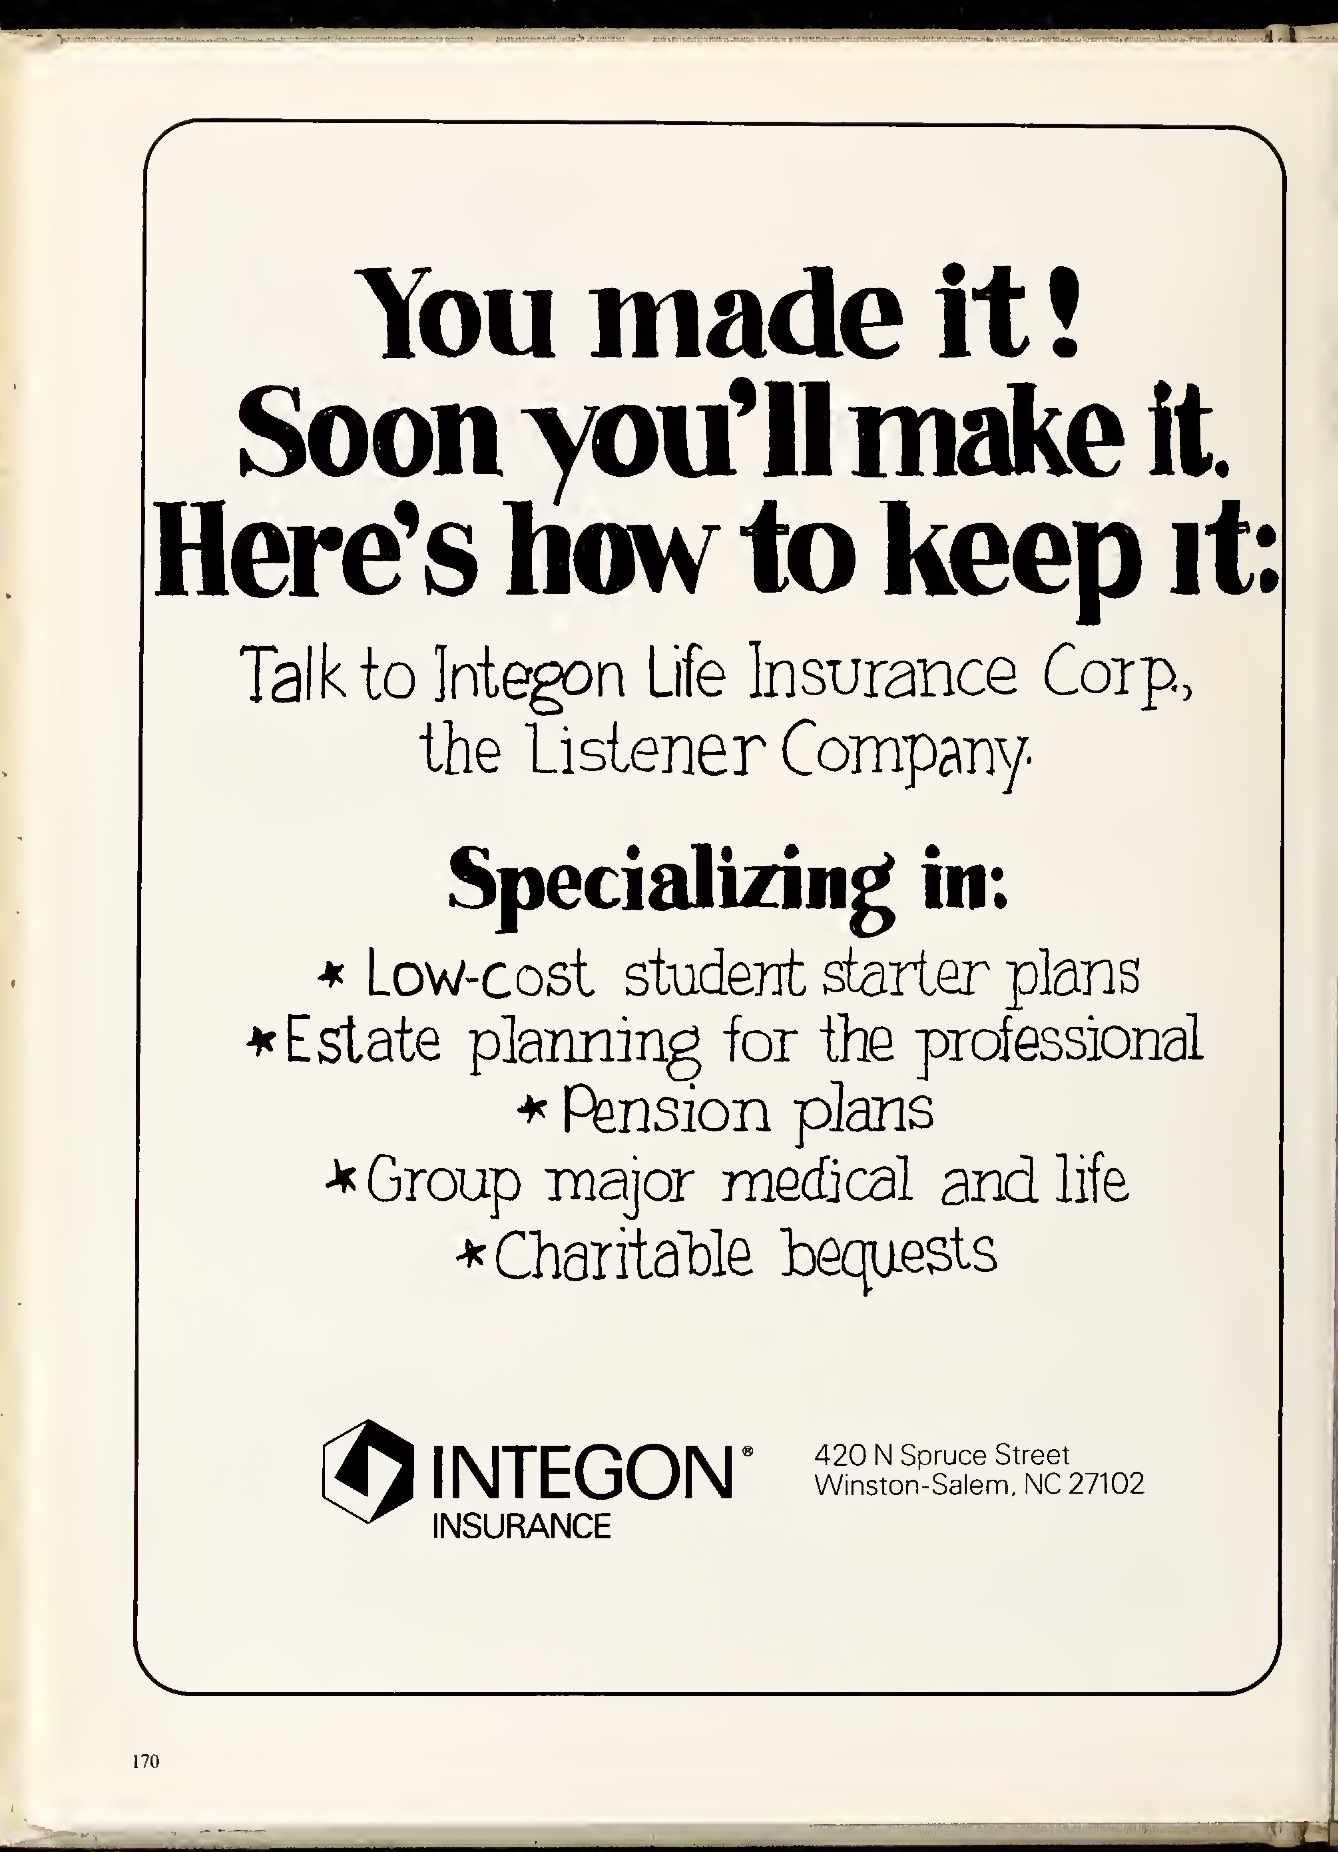 You made it!
Soon you'll make it.
Here's how to keep it:
Talk to Integon Life Insurance Corp.,
the Listener Company.
Specializing in:
* Low-cost student starter plans
* Estate planning for the professional
* Pension plans
* Group major medical and life
* Charitable bequests
INTEGON®
INSURANCE
420 N Spruce Street
Winston-Salem, NC 27102
170